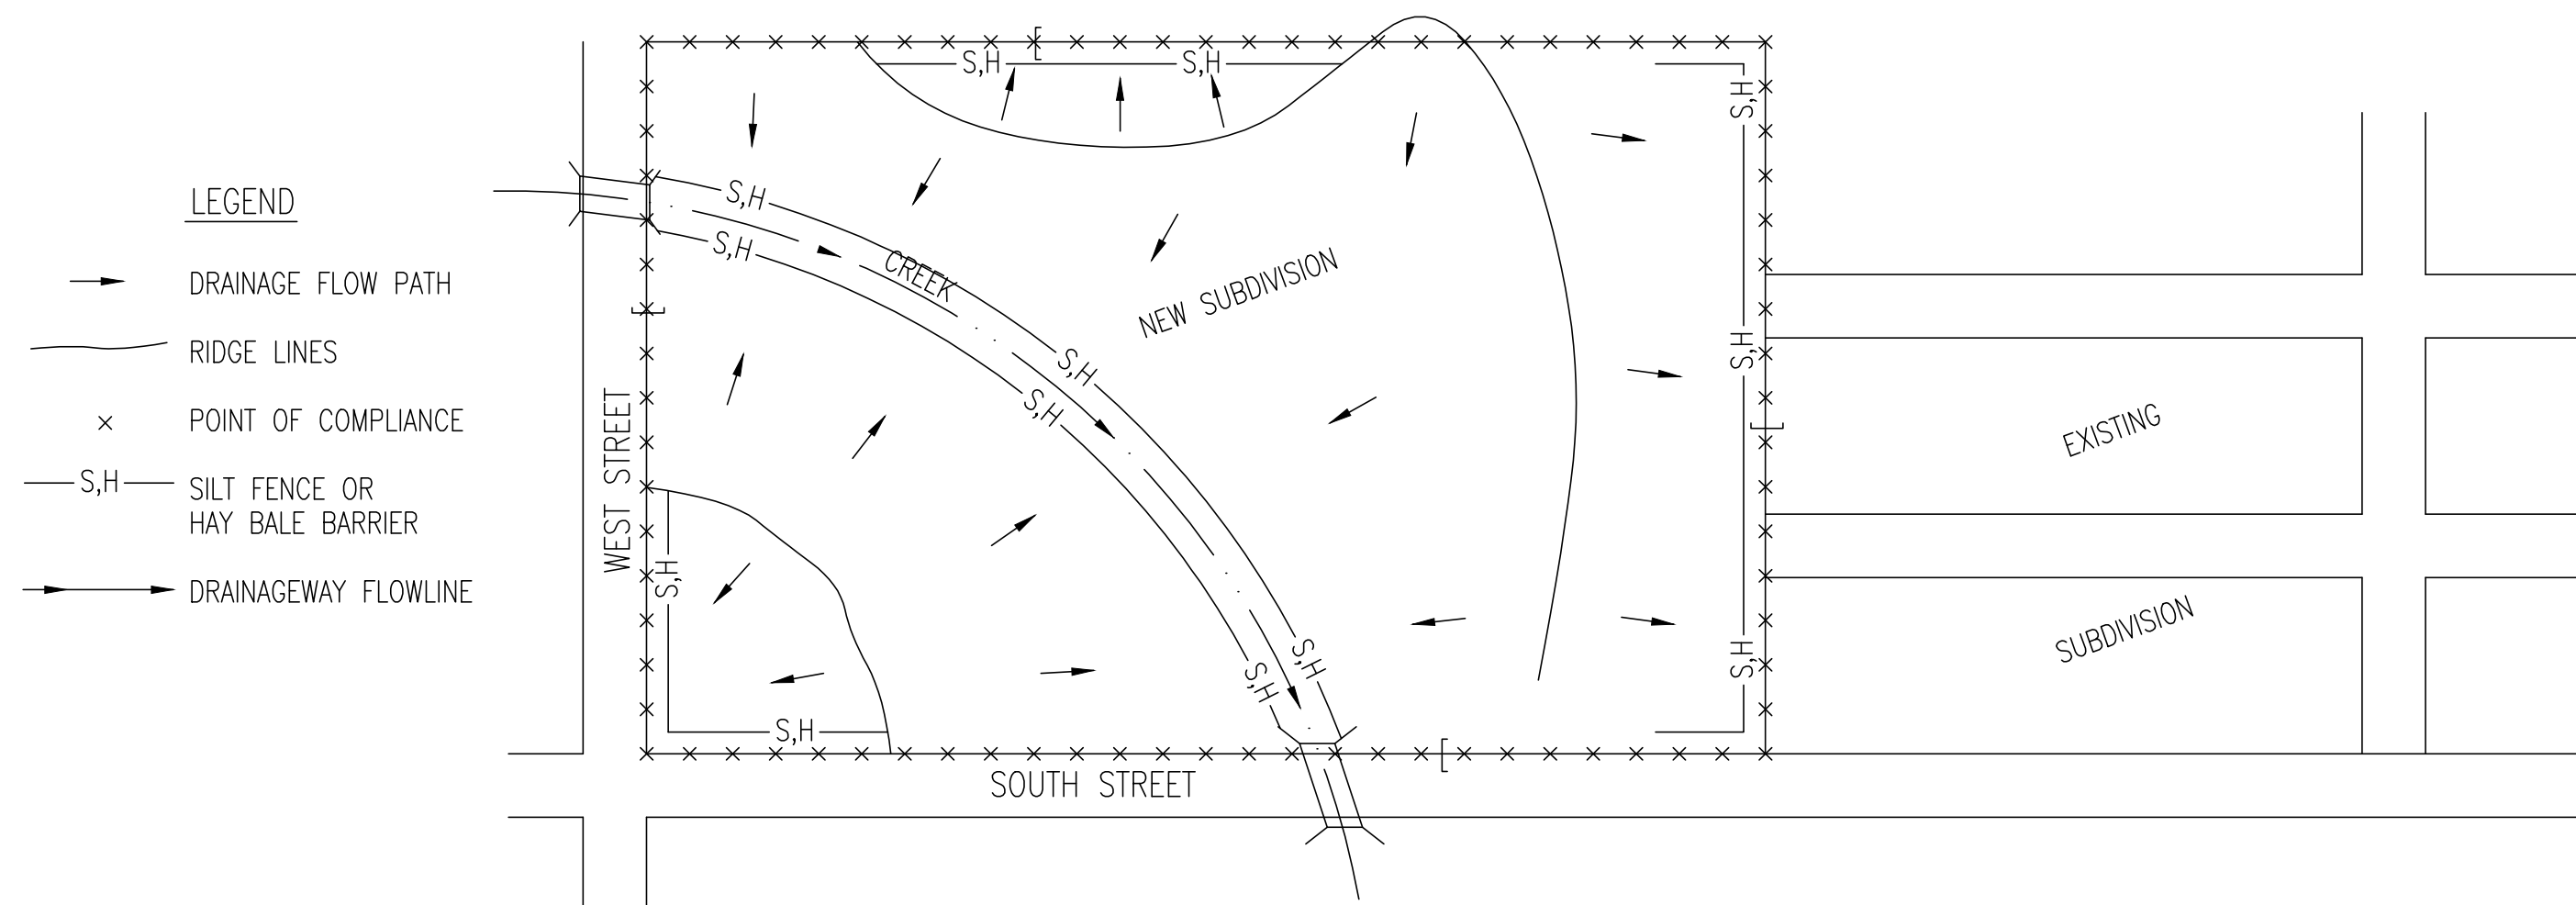 LEGEND
DRAINAGE FLOW PATH
RIDGE LINES
POINT OF COMPLIANCE
S,H
SILT FENCE OR
HAY BALE BARRIER
DRAINAGEWAY FLOWLINE
S,H
S,H
S,H
S,H
S,H
CREEK
NEW SUBDIVISION
S,H
S,H
S,H
WEST STREET
EXISTING
S,H
S,H
S,H
S,H
SUBDIVISION
S,H
SOUTH STREET